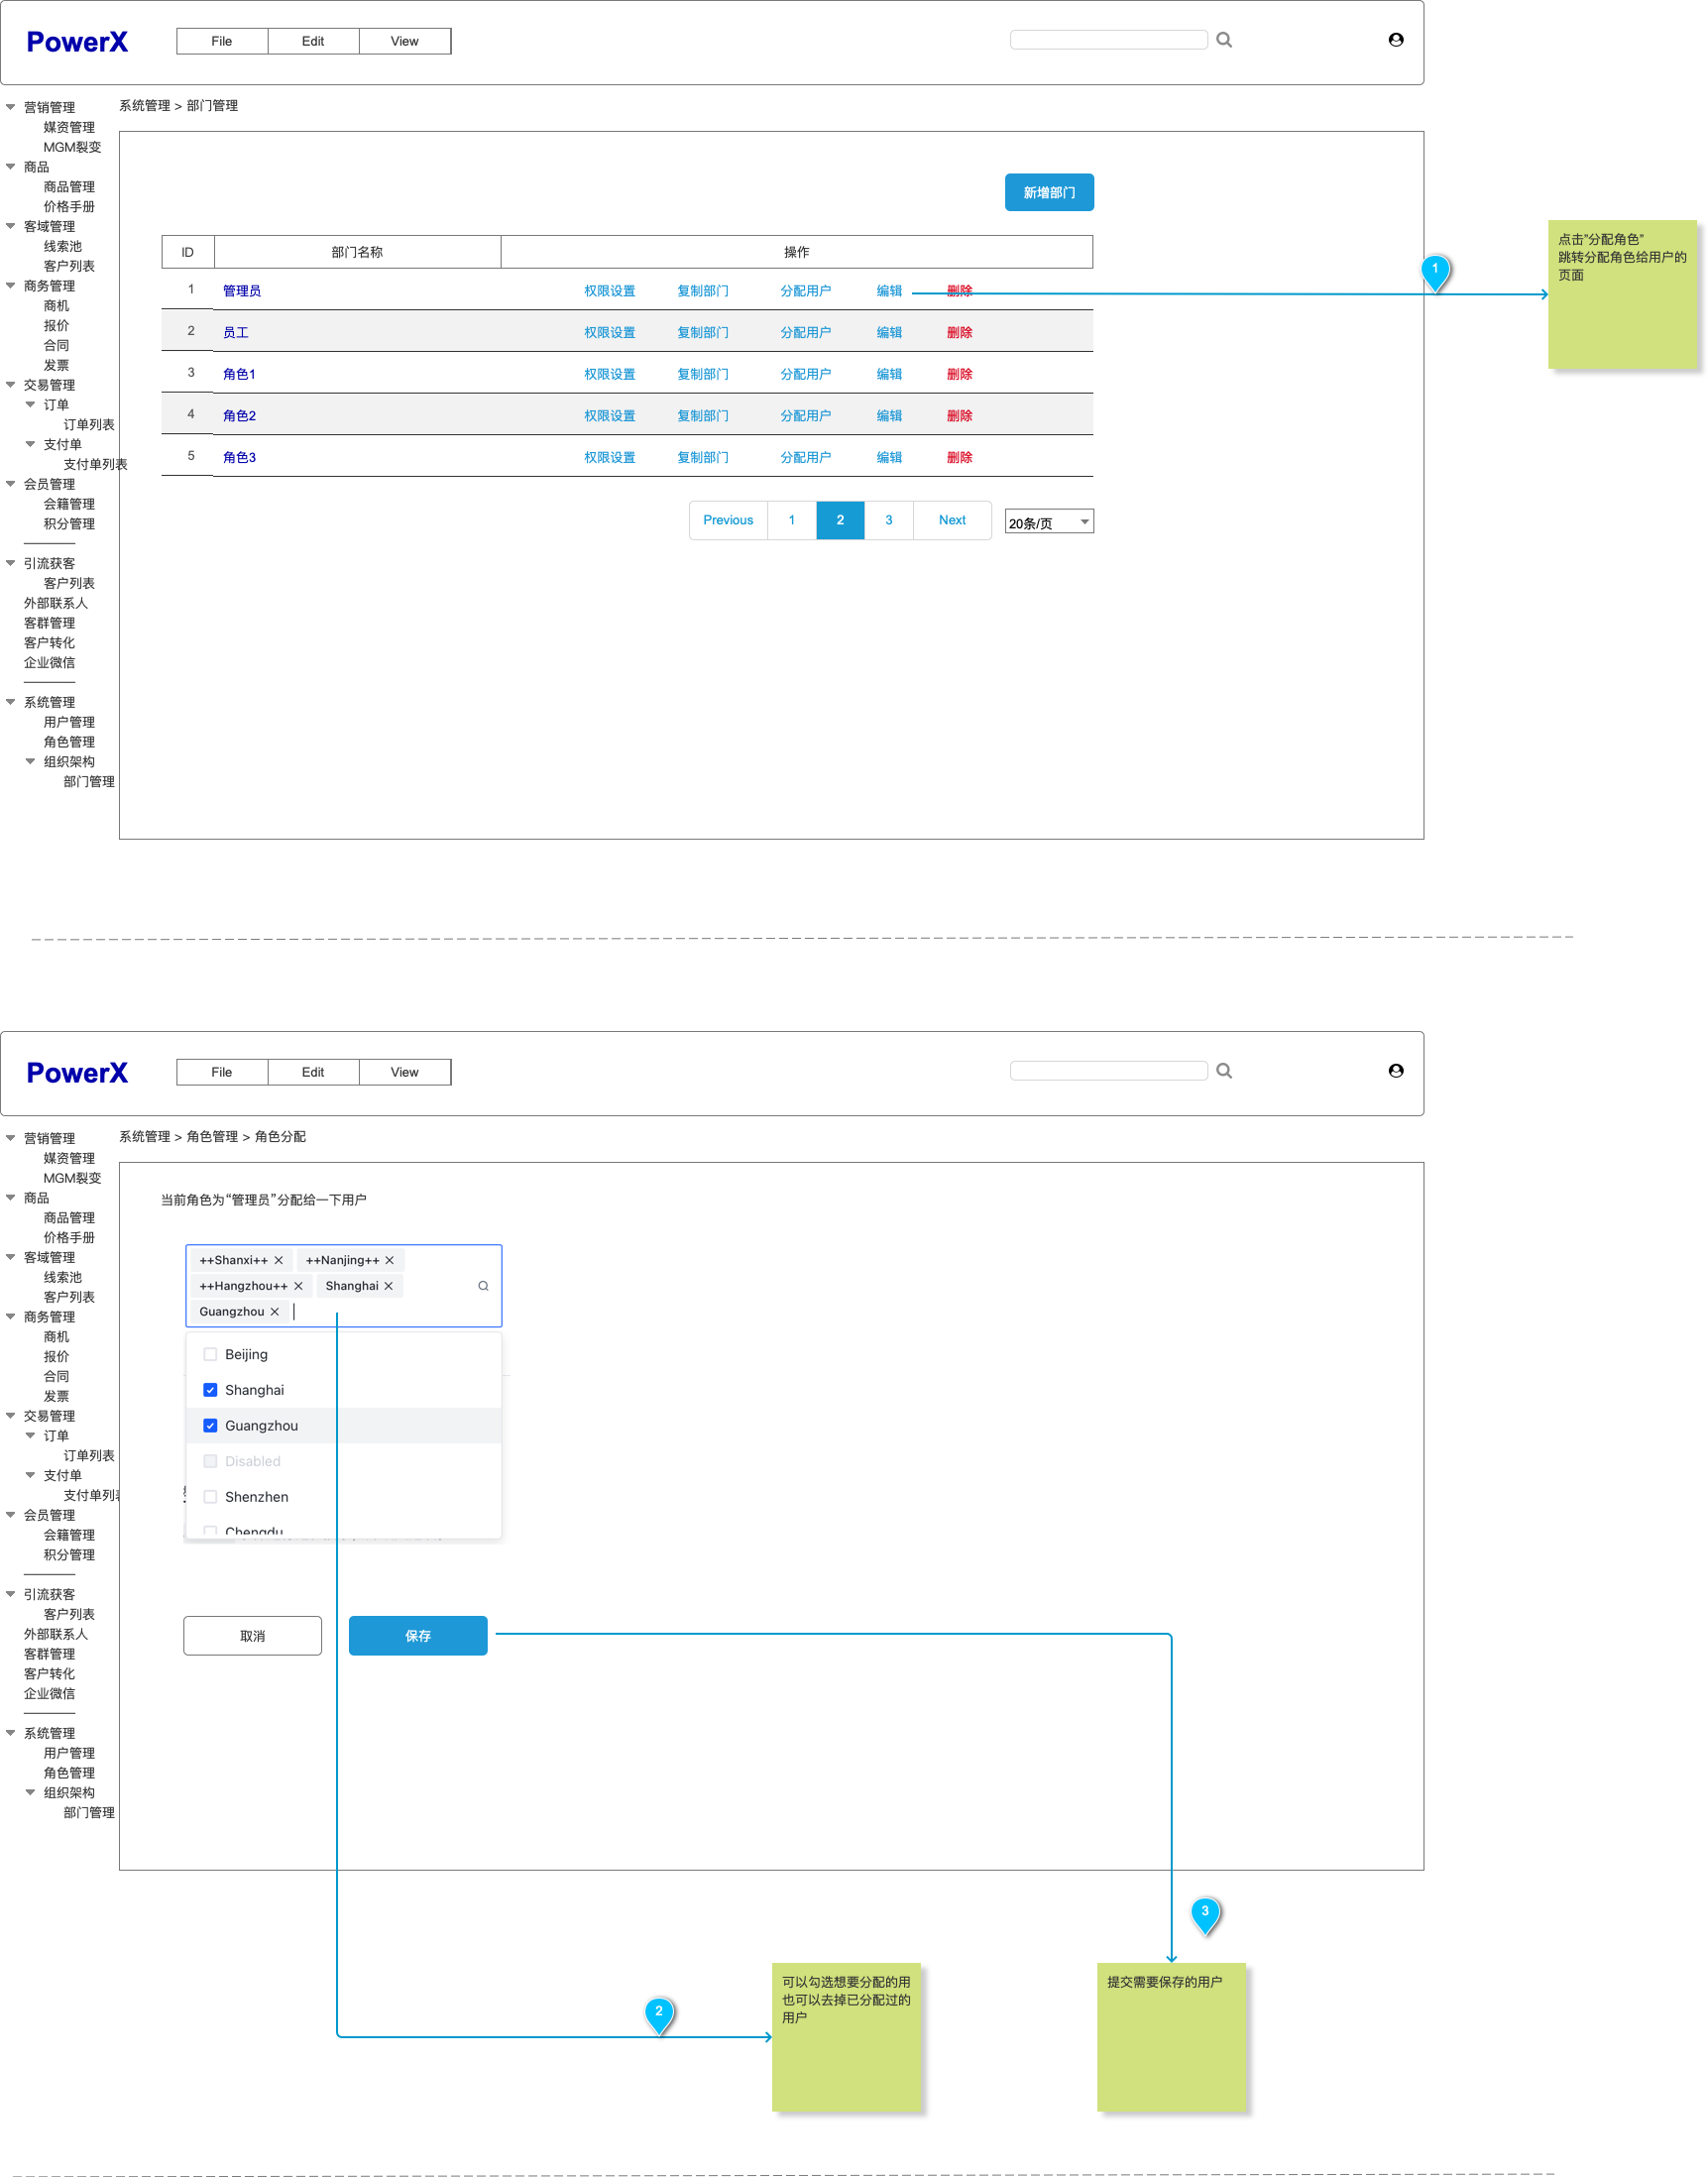 PowerX
File Edit View
营销管理
媒资管理
MGM裂变
商品
商品管理
价格手册
客域管理
线索池
客户列表
商务管理
商机
报价
合同
发票
交易管理
订单
订单列表
支付单
支付单列表
会员管理
会籍管理
积分管理
引流获客
客户列表
外部联系人
客群管理
客户转化
企业微信
系统管理
用户管理
角色管理
组织架构
部门管理
系统管理 > 部门管理
新增部门
ID 部门名称 操作
1 管理员 权限设置 复制部门 分配用户 编辑 删除
2 员工 权限设置 复制部门 分配用户 编辑 删除
3 角色1 权限设置 复制部门 分配用户 编辑 删除
4 角色2 权限设置 复制部门 分配用户 编辑 删除
5 角色3 权限设置 复制部门 分配用户 编辑 删除
Previous 1 2 3 Next 20条/页
1
点击”分配角色”
跳转分配角色给用户的
页面
PowerX
File Edit View
营销管理
媒资管理
MGM裂变
商品
商品管理
价格手册
客域管理
线索池
客户列表
商务管理
商机
报价
合同
发票
交易管理
订单
订单列表
支付单
支付单列
会员管理
会籍管理
积分管理
引流获客
客户列表
外部联系人
客群管理
客户转化
企业微信
系统管理
用户管理
角色管理
组织架构
部门管理
系统管理 > 角色管理 > 角色分配
当前角色为“管理员”分配给一下用户
++Shanxi++ ++Nanjing++
++Hangzhou++ Shanghai
Guangzhou
Beijing
Shanghai
Guangzhou
Disabled
Shenzhen
Chengdu
取消 保存
2
可以勾选想要分配的用
也可以去掉已分配过的
用户
3
提交需要保存的用户